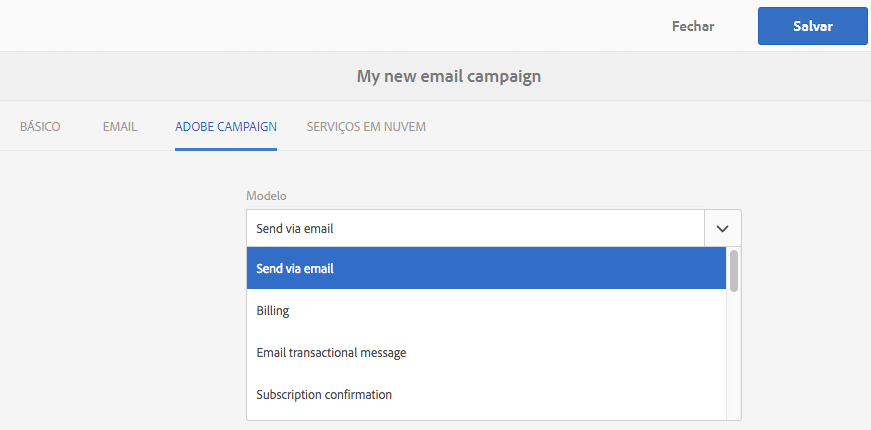 Fechar
Salvar
My new email campaign
BÁSICO
EMAIL
ADOBE CAMPAIGN
SERVIÇOS EM NUVEM
Modelo
Send via email
Send via email
Billing
Email transactional message
Subscription confirmation